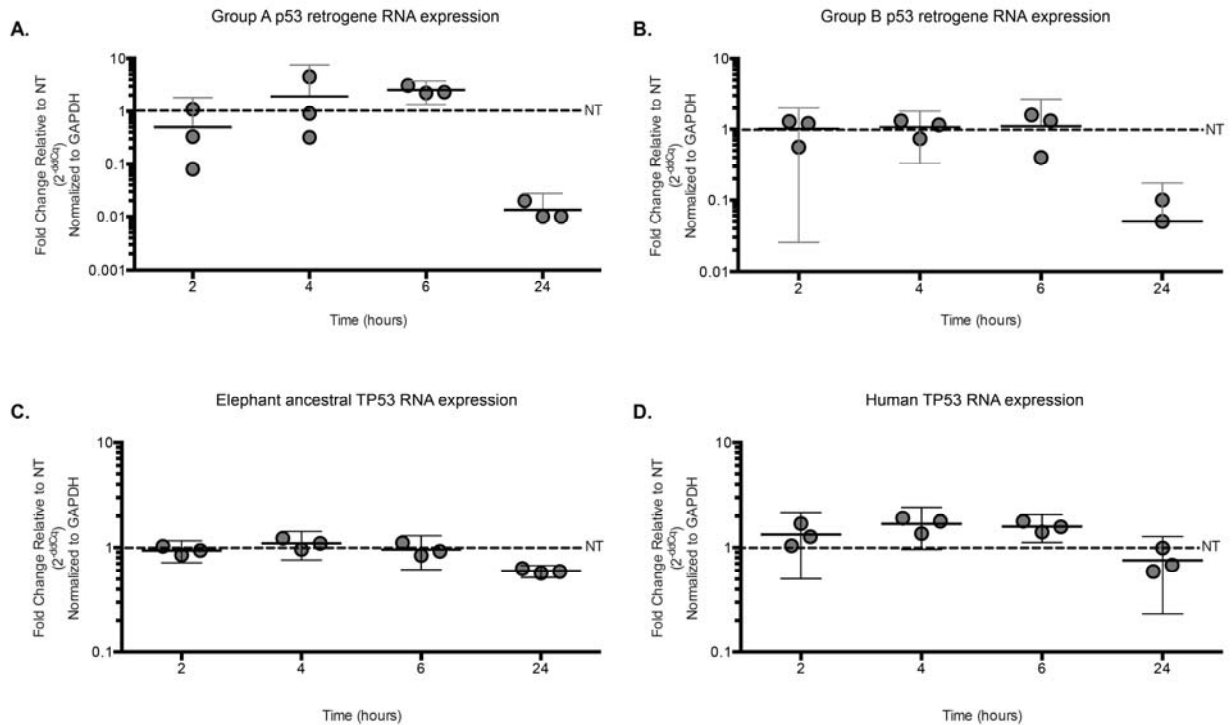 A.
Group A p53 retrogene RNA expression
Fold Change Relative to NT
(2-ddCq)
Normalized to GAPDH
10
1
0.1
0.01
0.001
NT
2 4 6 24
Time (hours)
B.
Group B p53 retrogene RNA expression
Fold Change Relative to NT
(2-ddCq)
Normalized to GAPDH
10
1
0.1
0.01
NT
2 4 6 24
Time (hours)
C.
Elephant ancestral TP53 RNA expression
Fold Change Relative to NT
(2-ddCq)
Normalized to GAPDH
10
1
0.1
NT
2 4 6 24
Time (hours)
D.
Human TP53 RNA expression
Fold Change Relative to NT
(2-ddCq)
Normalized to GAPDH
10
1
0.1
NT
2 4 6 24
Time (hours)